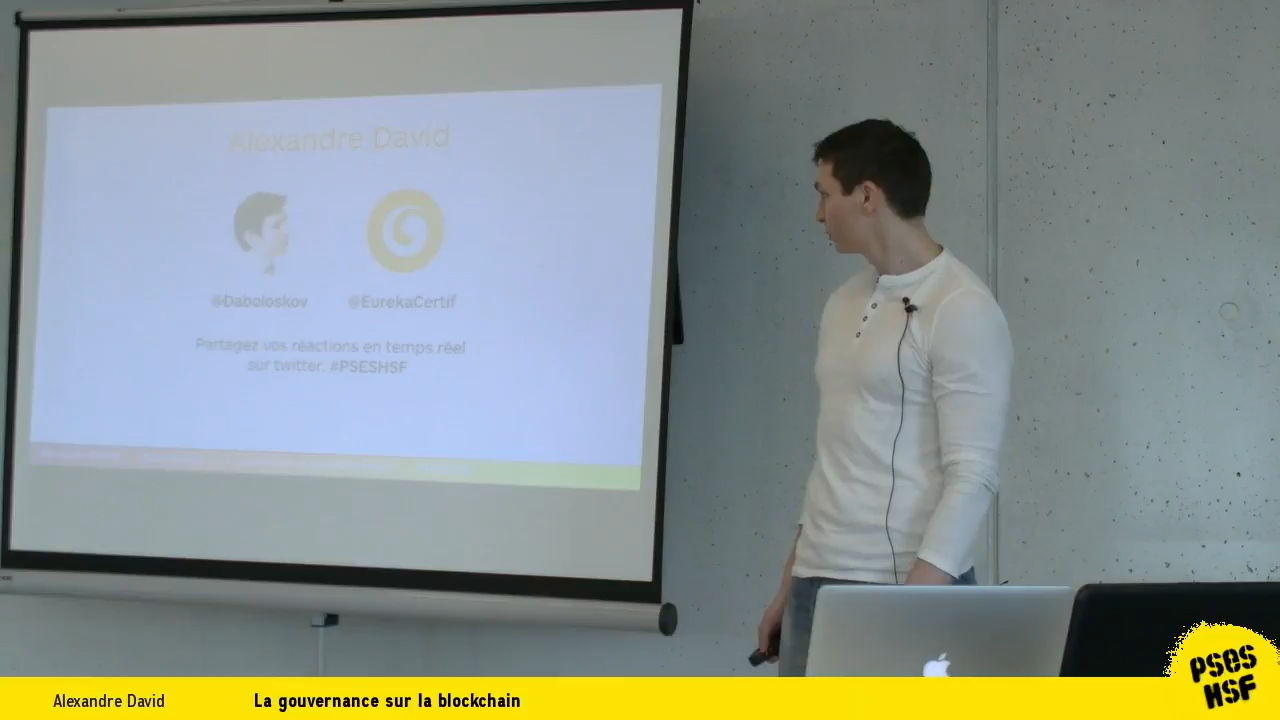 Alexandre David
@Daboloskov
@EurekaCertif
Partagez vos réactions en temps réel
sur twitter. #PSESHSF
PSES
HSF
Alexandre David
La gouvernance sur la blockchain